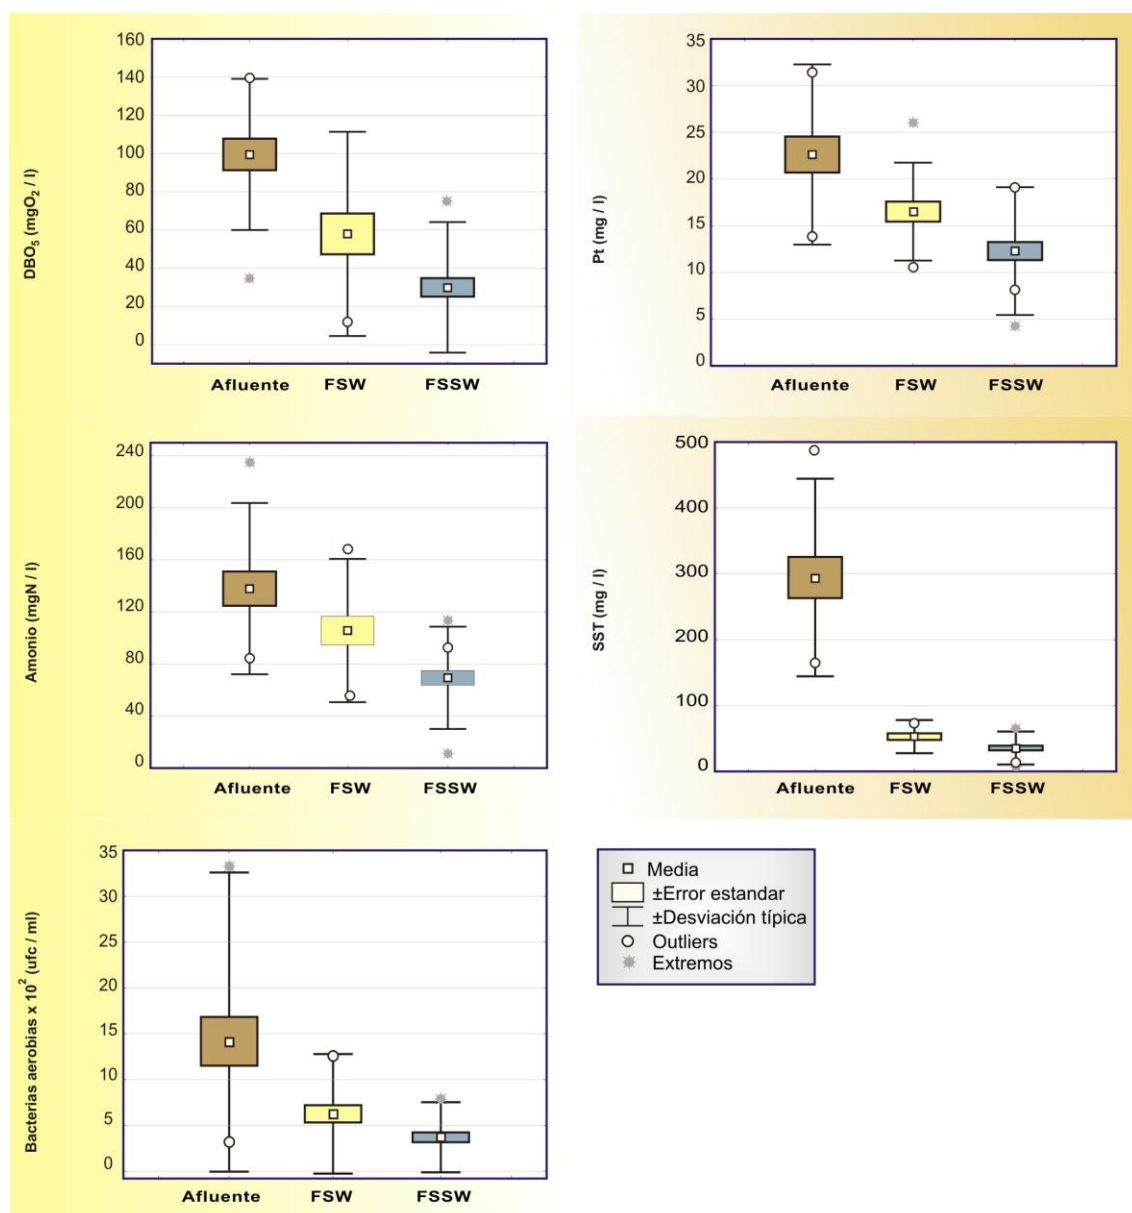 DBO5 (mgO2 / l)
160
140
120
100
80
60
40
20
0
Afluente FSW FSSW
Pt (mg / l)
35
30
25
20
15
10
5
0
Afluente FSW FSSW
Amonio (mgN / l)
240
200
160
120
80
40
0
Afluente FSW FSSW
SST (mg / l)
500
400
300
200
100
0
Afluente FSW FSSW
Bacterias aerobias x 10² (ufc / ml)
35
30
25
20
15
10
5
0
Afluente FSW FSSW
Media
±Error estandar
±Desviación típica
Outliers
Extremos